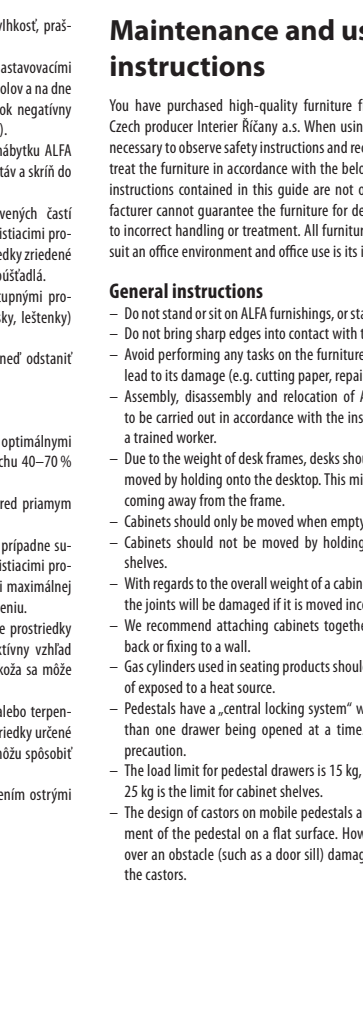 ylhkosť, praš-
astavovacími
olov a na dne
ok negatívny
).
nábytku ALFA
táv a skríň do
vených častí
istiacimi pro-
edky zriedené
púšťadlá.
tupnými pro-
sky, leštenky)
neď odstaniť
optimálnymi
chu 40–70 %
red priamym
prípadne su-
istiacimi pro-
i maximálnej
eniu.
e prostriedky
ktívny vzhľad
koža sa môže
alebo terpen-
riedky určené
nôžu spôsobiť
ením ostrými
Maintenance and us
instructions
You have purchased high-quality furniture f
Czech producer Interier Říčany a.s. When usin
necessary to observe safety instructions and rec
treat the furniture in accordance with the belo
instructions contained in this guide are not o
facturer cannot guarantee the furniture for de
to incorrect handling or treatment. All furnitur
suit an office environment and office use is its i
General instructions
– Do not stand or sit on ALFA furnishings, or sta
– Do not bring sharp edges into contact with t
– Avoid performing any tasks on the furniture
lead to its damage (e.g. cutting paper, repai
– Assembly, disassembly and relocation of A
to be carried out in accordance with the ins
a trained worker.
– Due to the weight of desk frames, desks shou
moved by holding onto the desktop. This mi
coming away from the frame.
– Cabinets should only be moved when empty
– Cabinets should not be moved by holding
shelves.
– With regards to the overall weight of a cabin
the joints will be damaged if it is moved inco
– We recommend attaching cabinets togethe
back or fixing to a wall.
– Gas cylinders used in seating products shoul
of exposed to a heat source.
– Pedestals have a „central locking system“ w
than one drawer being opened at a time
precaution.
– The load limit for pedestal drawers is 15 kg,
25 kg is the limit for cabinet shelves.
– The design of castors on mobile pedestals a
ment of the pedestal on a flat surface. How
over an obstacle (such as a door sill) damag
the castors.